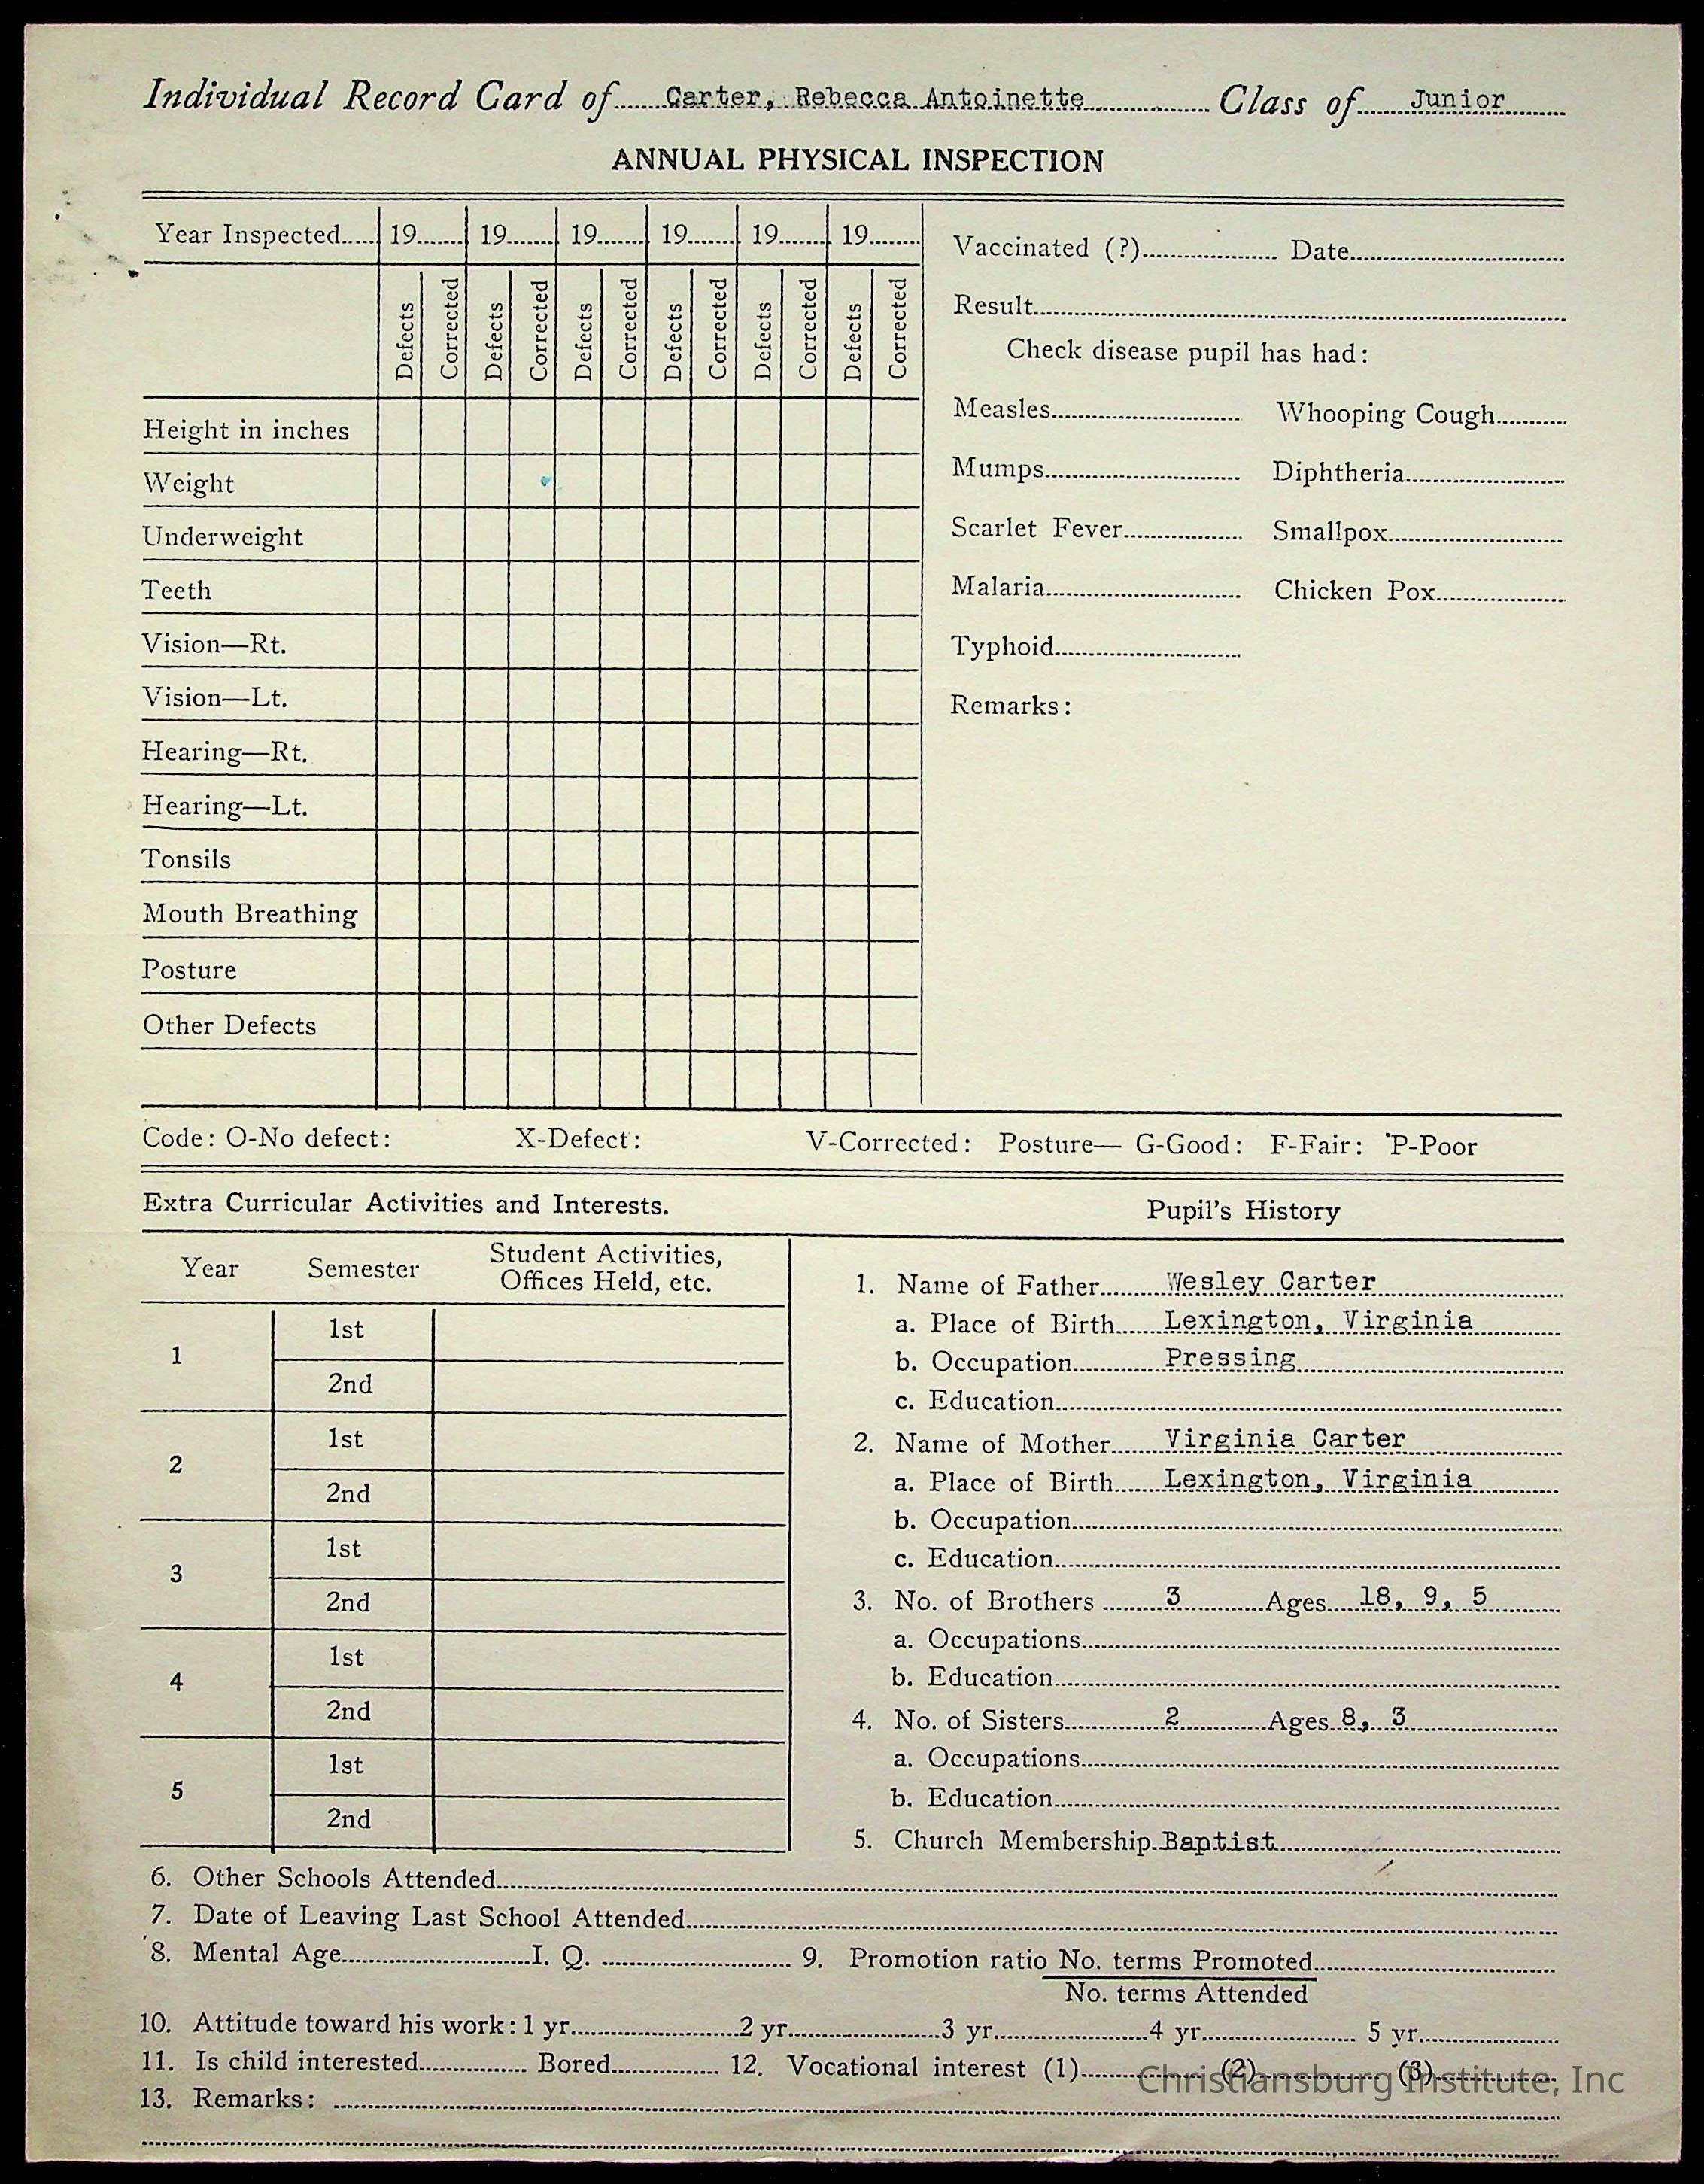 Individual Record Card of Carter, Rebecca Antoinette Class of Junior
ANNUAL PHYSICAL INSPECTION
Year Inspected 19 19 19 19 19 19
Defects Corrected Defects Corrected Defects Corrected Defects Corrected Defects Corrected Defects Corrected
Height in inches
Weight
Underweight
Teeth
Vision—Rt.
Vision—Lt.
Hearing—Rt.
Hearing—Lt.
Tonsils
Mouth Breathing
Posture
Other Defects
Vaccinated (?) Date
Result
Check disease pupil has had:
Measles Whooping Cough
Mumps Diphtheria
Scarlet Fever Smallpox
Malaria Chicken Pox
Typhoid
Remarks:
Code: O-No defect: X-Defect: V-Corrected: Posture— G-Good: F-Fair: P-Poor
Extra Curricular Activities and Interests.
Year Semester Student Activities,
Offices Held, etc.
1 1st
2nd
2 1st
2nd
3 1st
2nd
4 1st
2nd
5 1st
2nd
Pupil's History
1. Name of Father Wesley Carter
a. Place of Birth Lexington, Virginia
b. Occupation Pressing
c. Education
2. Name of Mother Virginia Carter
a. Place of Birth Lexington, Virginia
b. Occupation
c. Education
3. No. of Brothers 3 Ages 18, 9, 5
a. Occupations
b. Education
4. No. of Sisters 2 Ages 8, 3
a. Occupations
b. Education
5. Church Membership Baptist
6. Other Schools Attended
7. Date of Leaving Last School Attended
8. Mental Age I. Q. 9. Promotion ratio No. terms Promoted
No. terms Attended
10. Attitude toward his work: 1 yr. 2 yr. 3 yr. 4 yr. 5 yr.
11. Is child interested Bored 12. Vocational interest (1) (2) (3)
Christiansburg Institute, Inc
13. Remarks: